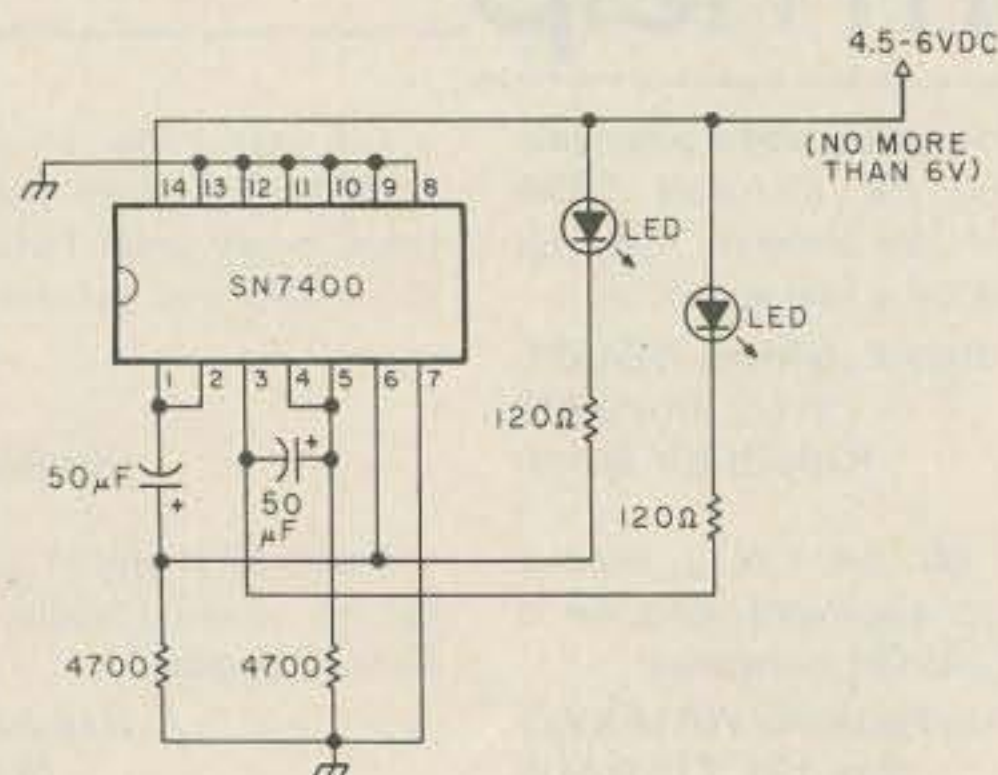 4.5-6VDC
(NO MORE
THAN 6V)
14 13 12 11 10 9 8
LED
SN7400
LED
1 2 3 4 5 6 7
120Ω
50μF
+
+
50
μF
120Ω
4700
4700